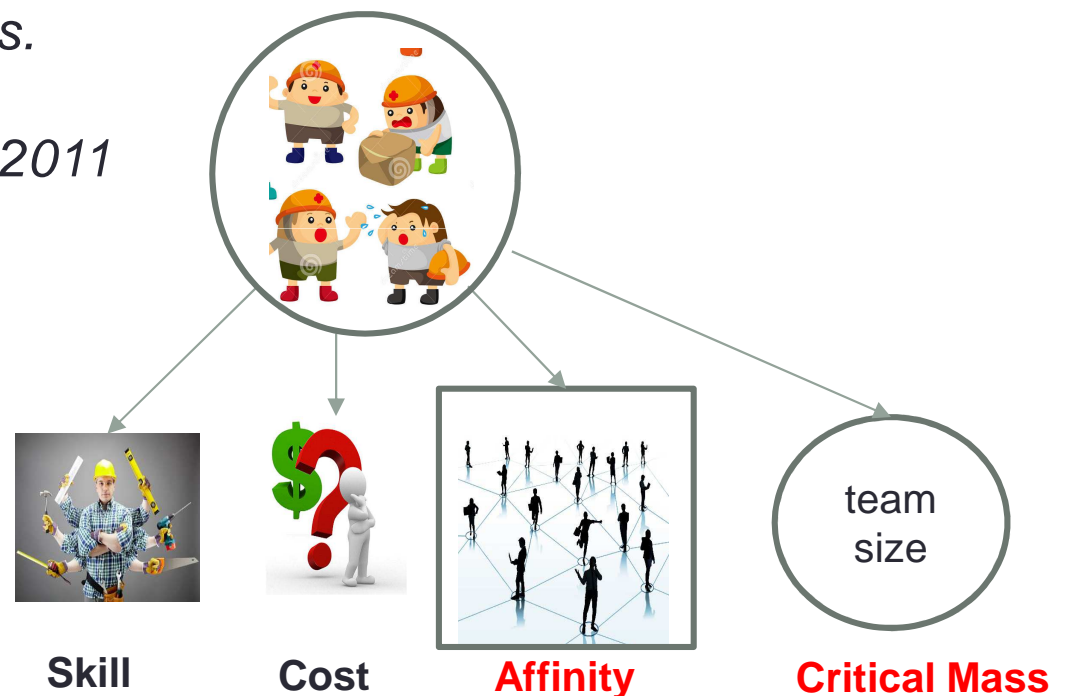 s.
2011
team
size
Skill
Cost
Affinity
Critical Mass